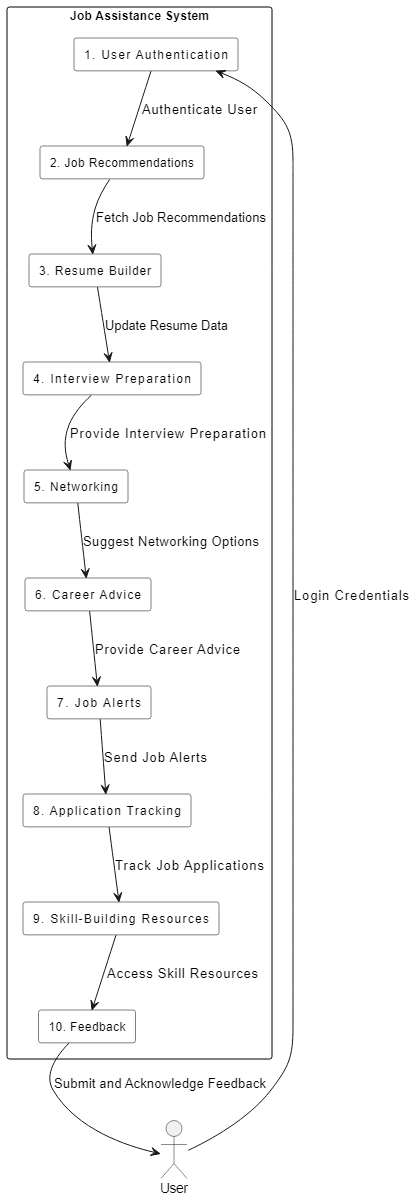 Job Assistance System
1. User Authentication
Authenticate User
2. Job Recommendations
Fetch Job Recommendations
3. Resume Builder
Update Resume Data
4. Interview Preparation
Provide Interview Preparation
5. Networking
Suggest Networking Options
6. Career Advice
Login Credentials
Provide Career Advice
7. Job Alerts
Send Job Alerts
8. Application Tracking
Track Job Applications
9. Skill-Building Resources
Access Skill Resources
10. Feedback
Submit and Acknowledge Feedback
User